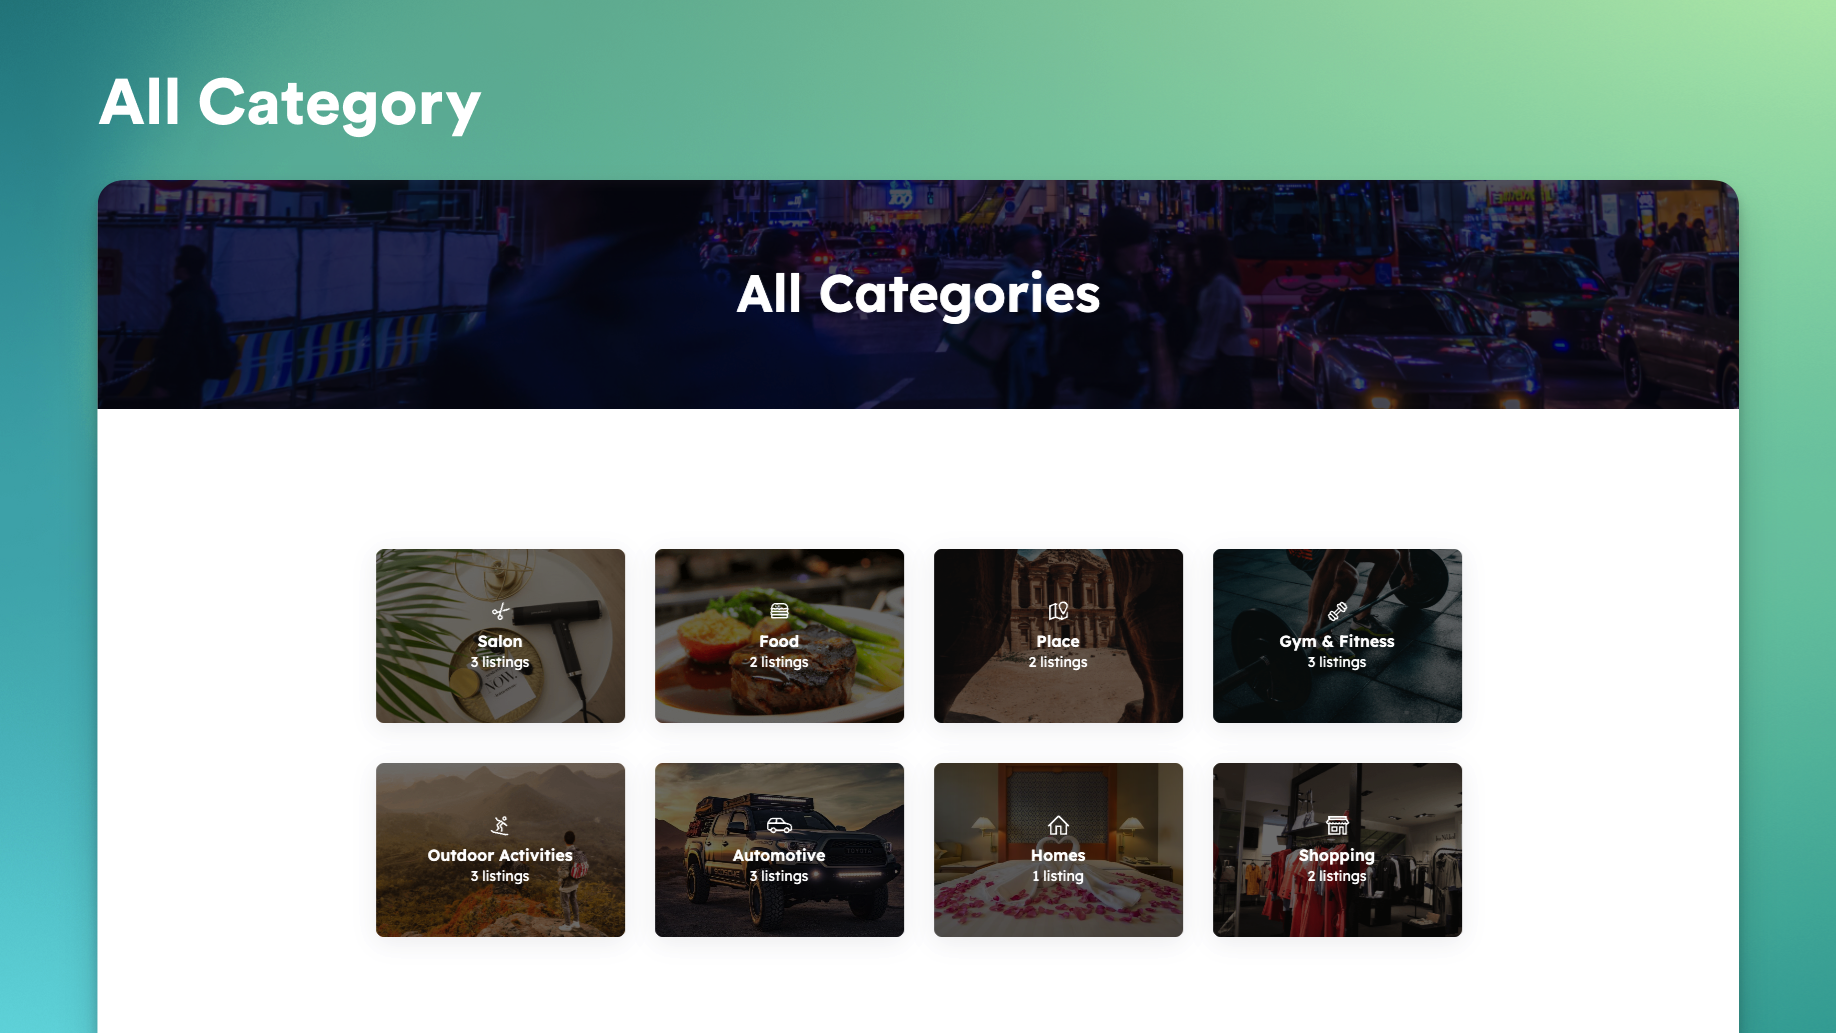 All Category
109
All Categories
Salon
3 listings
Food
2 listings
Place
2 listings
Gym & Fitness
3 listings
Outdoor Activities
3 listings
Automotive
3 listings
Homes
1 listing
Shopping
2 listings